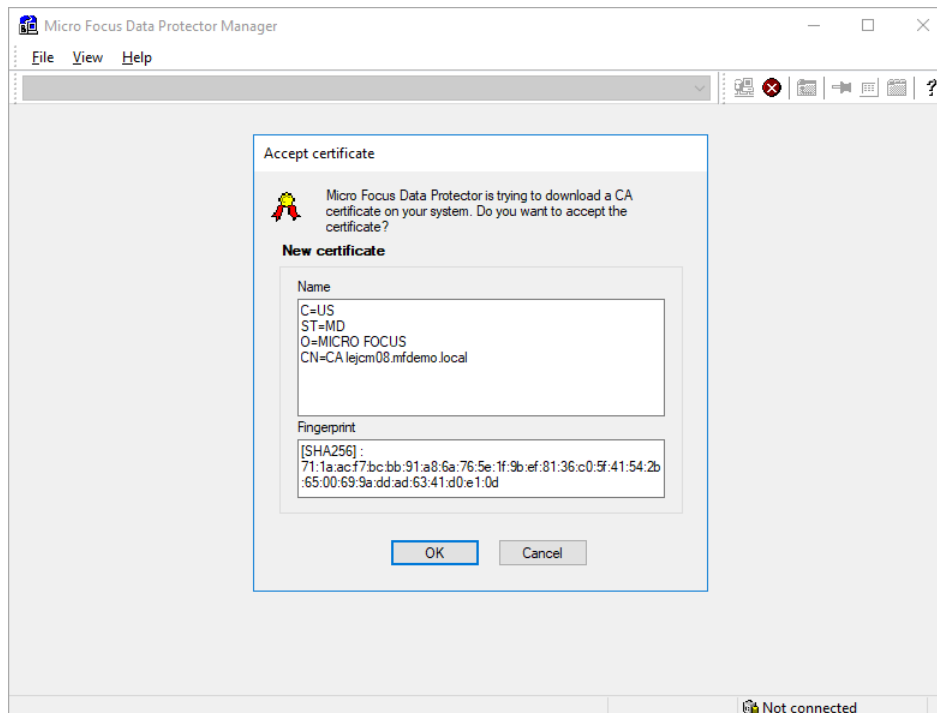 Micro Focus Data Protector Manager
File View Help
Accept certificate
Micro Focus Data Protector is trying to download a CA
certificate on your system. Do you want to accept the
certificate?
New certificate
Name
C=US
ST=MD
O=MICRO FOCUS
CN=CA lejcm08.mfdemo.local
Fingerprint
[SHA256] :
71:1a:ac:f7:bc:bb:91:a8:6a:76:5e:1f:9b:ef:81:36:c0:5f:41:54:2b
:65:00:69:9a:dd:ad:63:41:d0:e1:0d
OK Cancel
Not connected